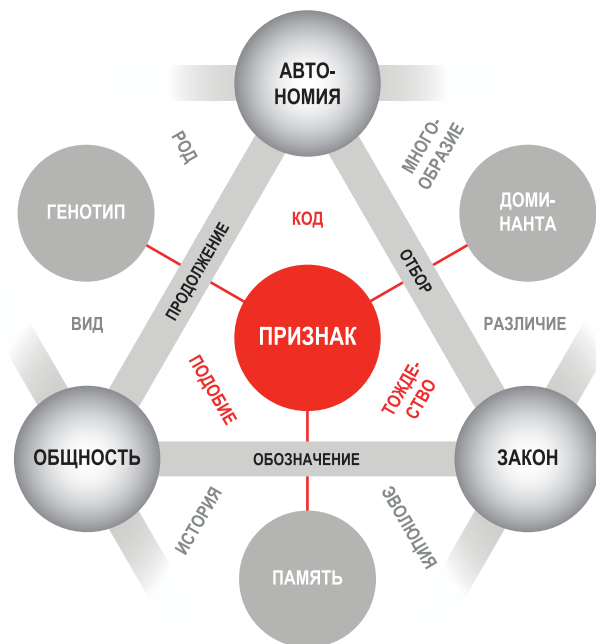 АВТО-
НОМИЯ
РОД
МНОГО-
ОБРАЗИЕ
ГЕНОТИП
КОД
ДОМИ-
НАНТА
ПРОДОЛЖЕНИЕ
ОТБОР
ВИД
ПРИЗНАК
РАЗЛИЧИЕ
ПОДОБИЕ
ТОЖДЕ-
СТВО
ОБЩНОСТЬ
ОБОЗНАЧЕНИЕ
ЗАКОН
ИСТОРИЯ
ЭВОЛЮЦИЯ
ПАМЯТЬ